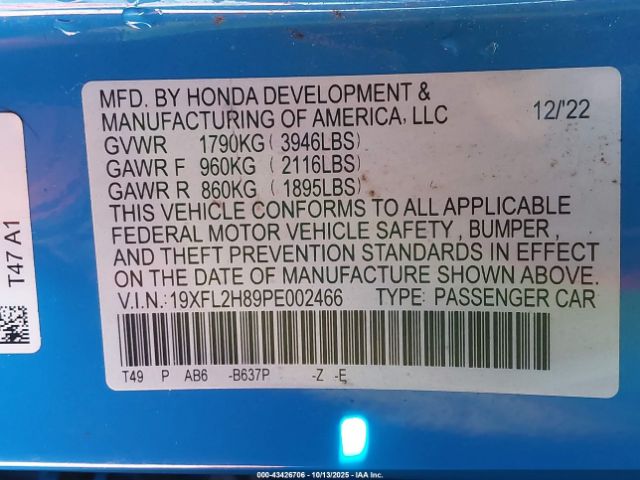 MFD. BY HONDA DEVELOPMENT &
MANUFACTURING OF AMERICA, LLC 12/'22
GVWR 1790KG ( 3946LBS)
GAWR F 960KG ( 2116LBS)
GAWR R 860KG ( 1895LBS)
THIS VEHICLE CONFORMS TO ALL APPLICABLE
FEDERAL MOTOR VEHICLE SAFETY , BUMPER ,
AND THEFT PREVENTION STANDARDS IN EFFECT
ON THE DATE OF MANUFACTURE SHOWN ABOVE.
V.I.N.:19XFL2H89PE002466 TYPE: PASSENGER CAR
T49 P AB6 -B637P -Z -E
T47 A1
000-43426706 - 10/13/2025 - IAA Inc.